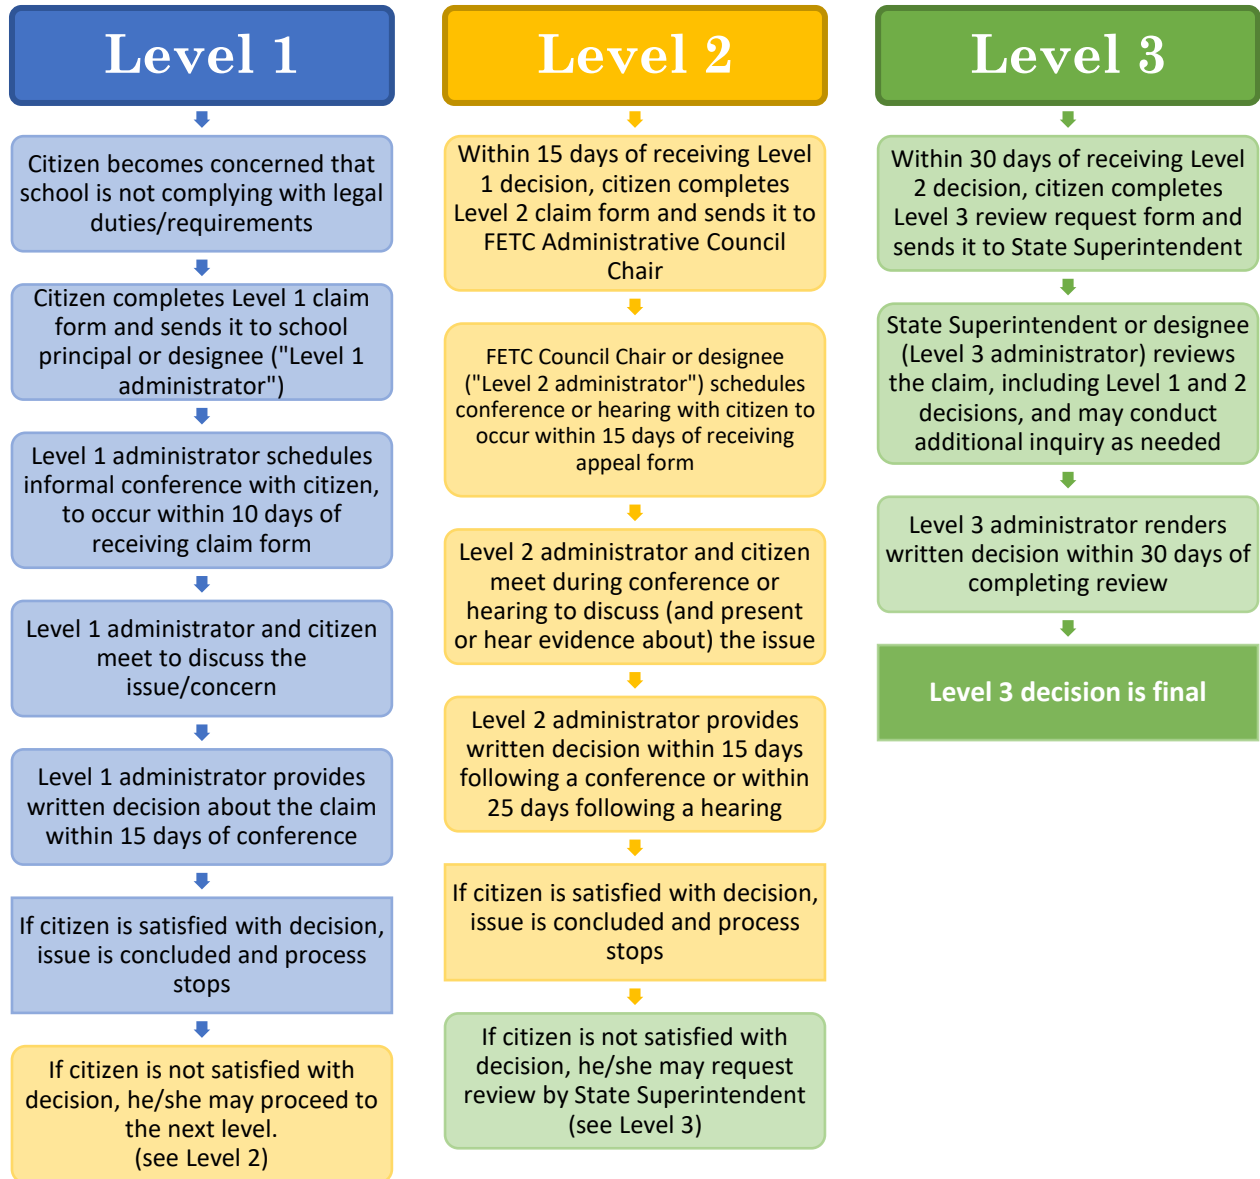 Level 1
Citizen becomes concerned that
school is not complying with legal
duties/requirements
Citizen completes Level 1 claim
form and sends it to school
principal or designee ("Level 1
administrator")
Level 1 administrator schedules
informal conference with citizen,
to occur within 10 days of
receiving claim form
Level 1 administrator and citizen
meet to discuss the
issue/concern
Level 1 administrator provides
written decision about the claim
within 15 days of conference
If citizen is satisfied with decision,
issue is concluded and process
stops
If citizen is not satisfied with
decision, he/she may proceed to
the next level.
(see Level 2)
Level 2
Within 15 days of receiving Level
1 decision, citizen completes
Level 2 claim form and sends it to
FETC Administrative Council
Chair
FETC Council Chair or designee
("Level 2 administrator") schedules
conference or hearing with citizen to
occur within 15 days of receiving
appeal form
Level 2 administrator and citizen
meet during conference or
hearing to discuss (and present
or hear evidence about) the issue
Level 2 administrator provides
written decision within 15 days
following a conference or within
25 days following a hearing
If citizen is satisfied with decision,
issue is concluded and process
stops
If citizen is not satisfied with
decision, he/she may request
review by State Superintendent
(see Level 3)
Level 3
Within 30 days of receiving Level
2 decision, citizen completes
Level 3 review request form and
sends it to State Superintendent
State Superintendent or designee
(Level 3 administrator) reviews
the claim, including Level 1 and 2
decisions, and may conduct
additional inquiry as needed
Level 3 administrator renders
written decision within 30 days of
completing review
Level 3 decision is final